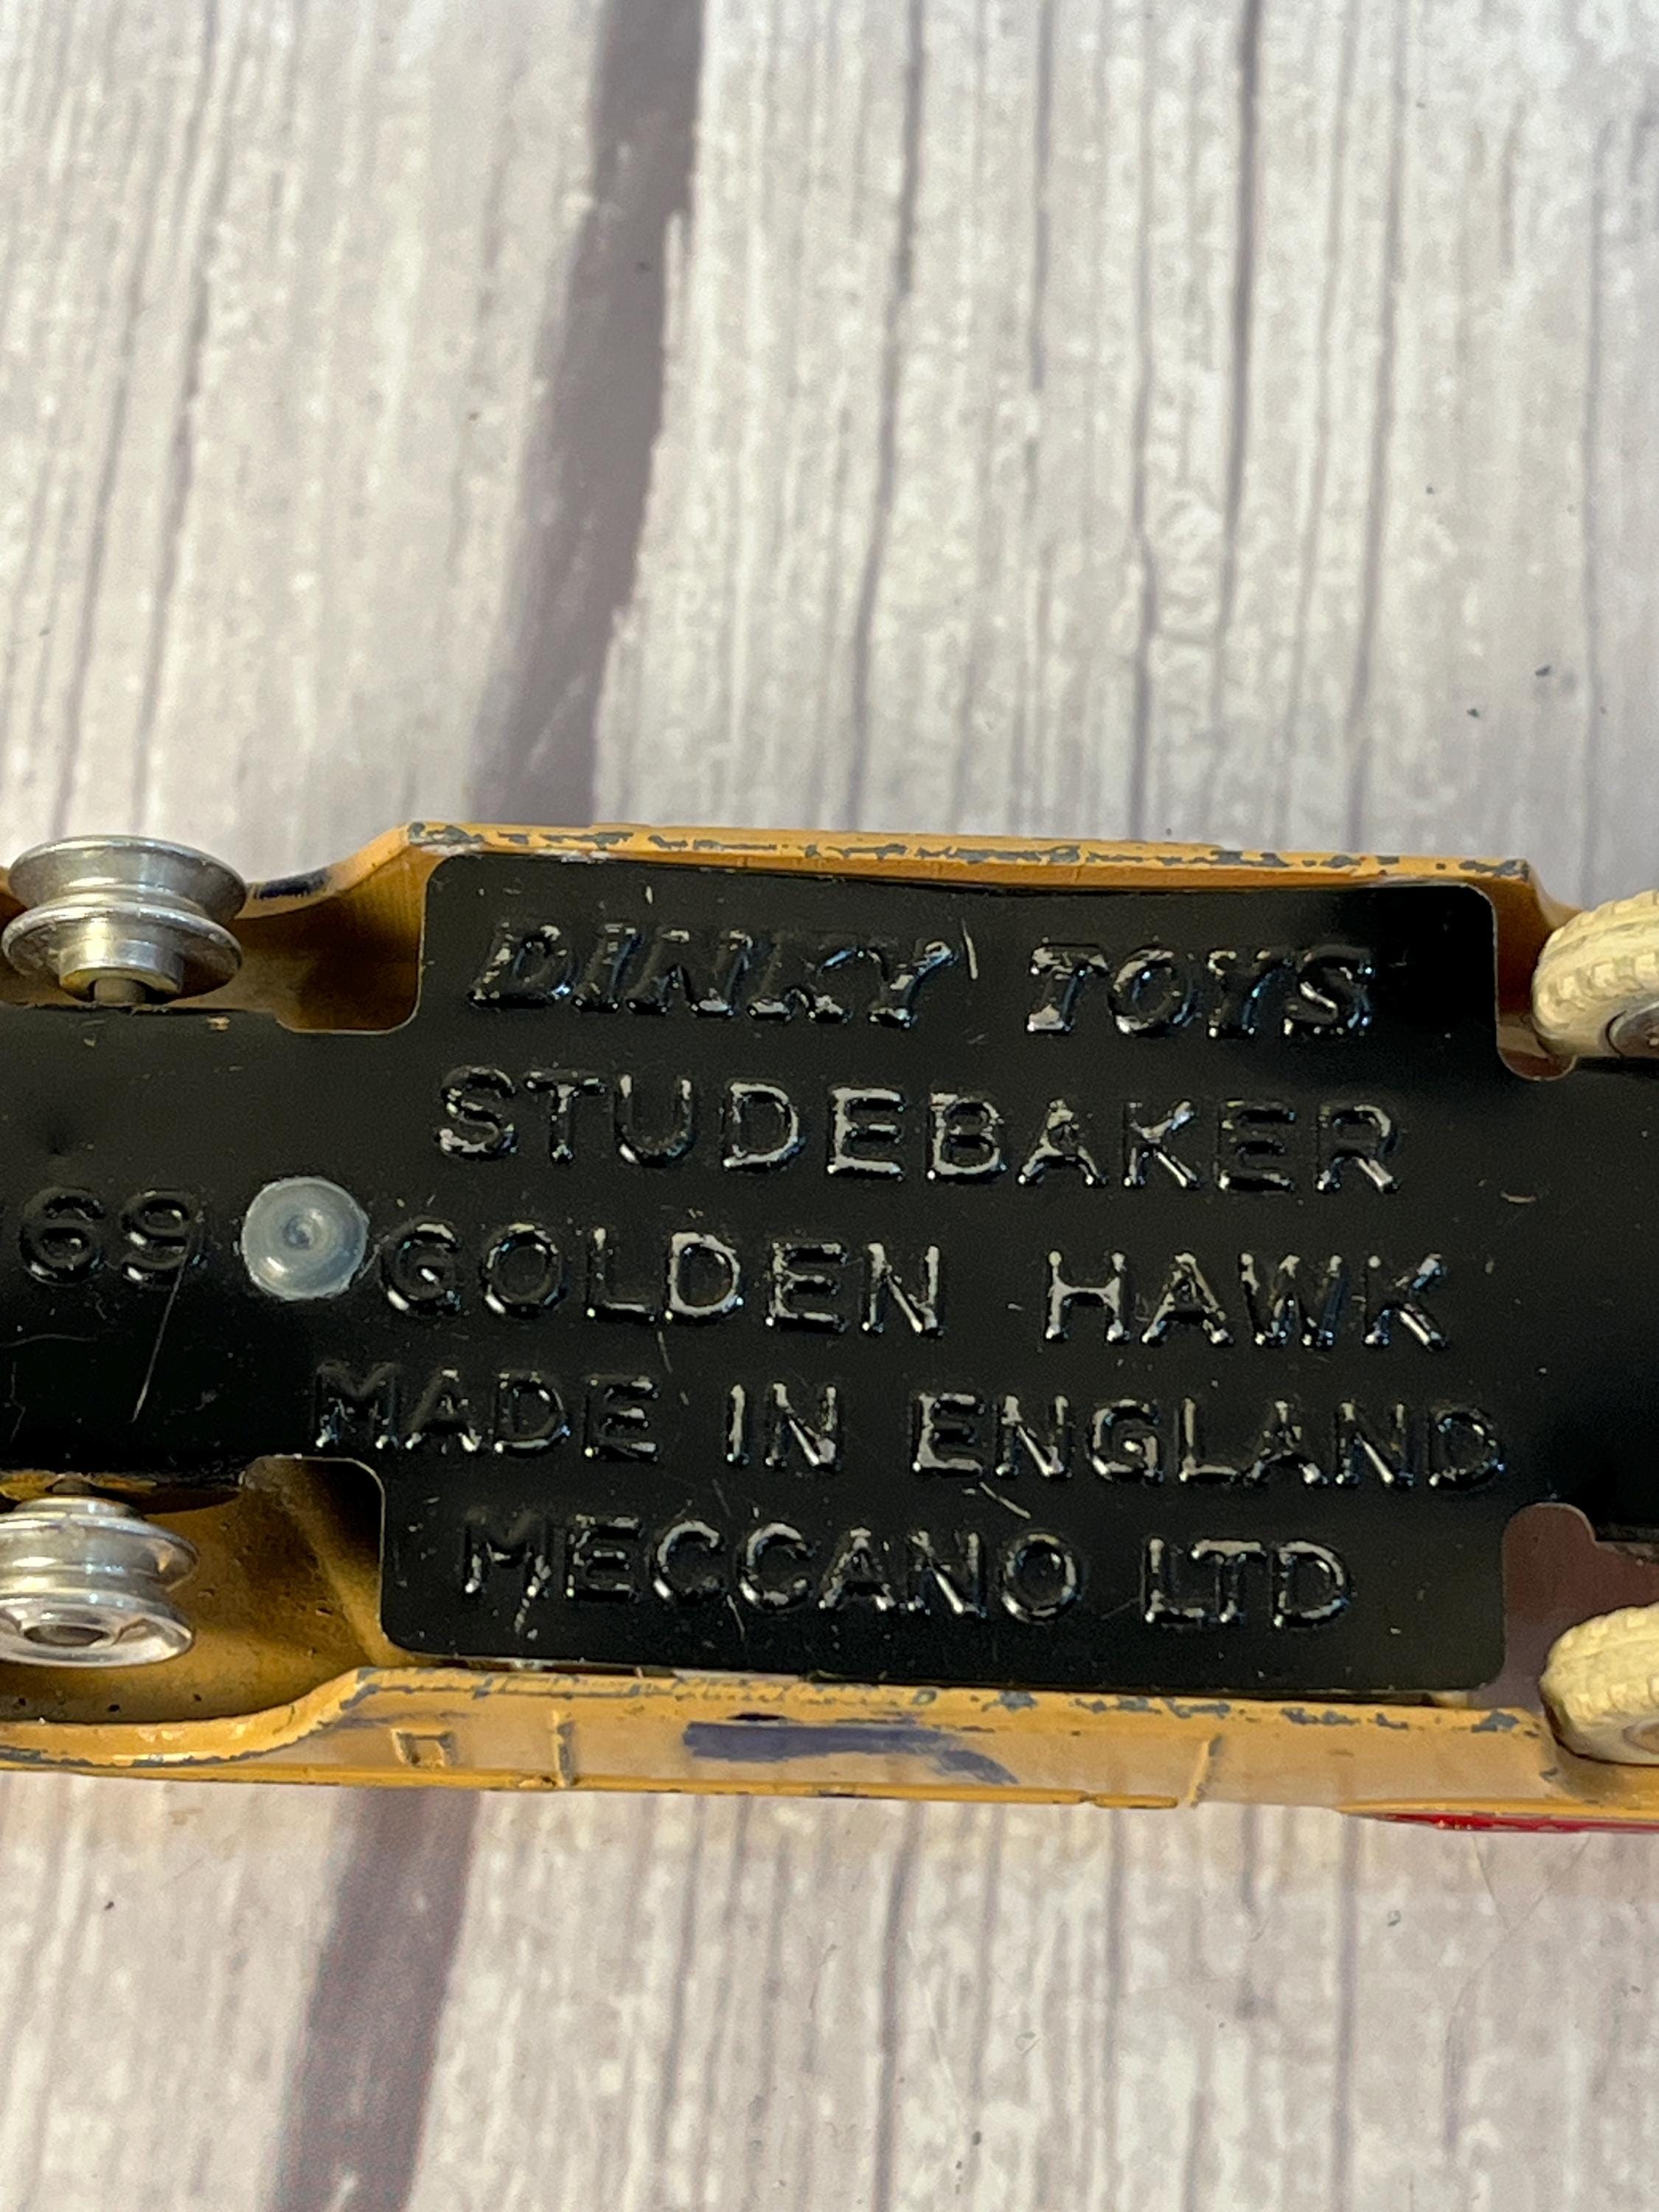 DINKY TOYS
STUDEBAKER
69 GOLDEN HAWK
MADE IN ENGLAND
MECCANO LTD